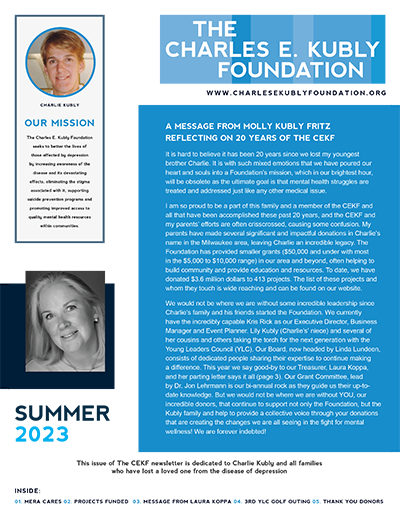 THE
CHARLES E. KUBLY
FOUNDATION
WWW.CHARLESEKUBLYFOUNDATION.ORG
CHARLIE KUBLY
OUR MISSION
The Charles E. Kubly Foundation
seeks to better the lives of
those affected by depression
by increasing awareness of the
disease and its devastating
effects, eliminating the stigma
associated with it, supporting
suicide prevention programs and
promoting improved access to
quality mental health resources
within communities.
A MESSAGE FROM MOLLY KUBLY FRITZ
REFLECTING ON 20 YEARS OF THE CEKF
It is hard to believe it has been 20 years since we lost my youngest
brother Charlie. It is with such mixed emotions that we have poured our
heart and souls into a Foundation's mission, which in our brightest hour,
will be obsolete as the ultimate goal is that mental health struggles are
treated and addressed just like any other medical issue.
I am so proud to be a part of this family and a member of the CEKF and
all that have been accomplished these past 20 years, and the CEKF and
my parents' efforts are often crisscrossed, causing some confusion. My
parents have made several significant and impactful donations in Charlie's
name in the Milwaukee area, leaving Charlie an incredible legacy. The
Foundation has provided smaller grants ($50,000 and under with most
in the $5,000 to $10,000 range) in our area and beyond, often helping to
build community and provide education and resources. To date, we have
donated $3.6 million dollars to 413 projects. The list of these projects and
whom they touch is wide reaching and can be found on our website.
We would not be where we are without some incredible leadership since
Charlie's family and his friends started the Foundation. We currently
have the incredibly capable Kris Rick as our Executive Director, Business
Manager and Event Planner. Lily Kubly (Charlie's niece) and several of
her cousins and others taking the torch for the next generation with the
Young Leaders Council (YLC). Our Board, now headed by Linda Lundeen,
consists of dedicated people sharing their expertise to continue making
a difference. This year we say good-bye to our Treasurer, Laura Koppa,
and her parting letter says it all (page 3). Our Grant Committee, lead
by Dr. Jon Lehrmann is our bi-annual rock as they guide us their up-to-
date knowledge. But we would not be where we are without YOU, our
incredible donors, that continue to support not only the Foundation, but the
Kubly family and help to provide a collective voice through your donations
that are creating the changes we are all seeing in the fight for mental
wellness! We are forever indebted!
SUMMER
2023
This issue of The CEKF newsletter is dedicated to Charlie Kubly and all families
who have lost a loved one from the disease of depression
INSIDE:
01. MERA CARES 02. PROJECTS FUNDED 03. MESSAGE FROM LAURA KOPPA 04. 3RD YLC GOLF OUTING 05. THANK YOU DONORS